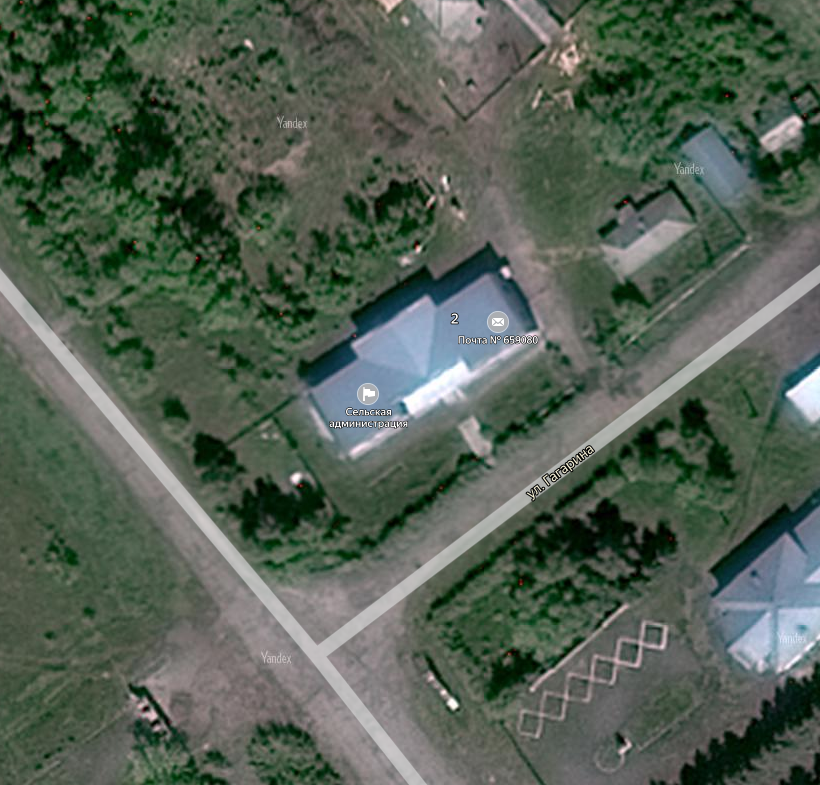 Yandex
Yandex
2
Почта № 659080
Сельская
администрация
ул. Гагарина
Yandex
Yandex